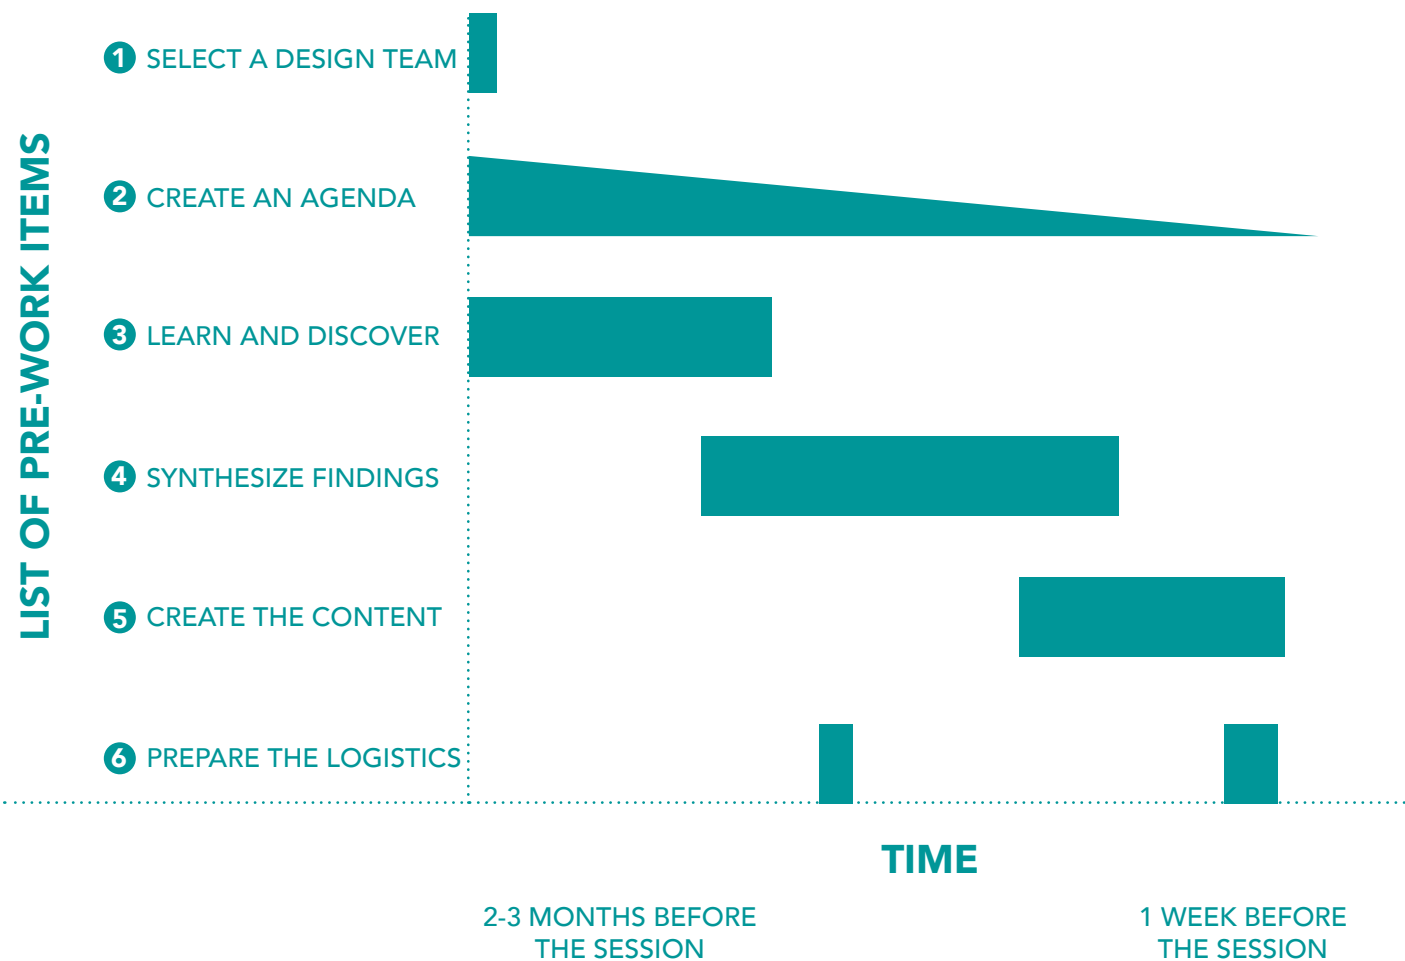 LIST OF PRE-WORK ITEMS
1 SELECT A DESIGN TEAM
2 CREATE AN AGENDA
3 LEARN AND DISCOVER
4 SYNTHESIZE FINDINGS
5 CREATE THE CONTENT
6 PREPARE THE LOGISTICS
TIME
2-3 MONTHS BEFORE
THE SESSION
1 WEEK BEFORE
THE SESSION